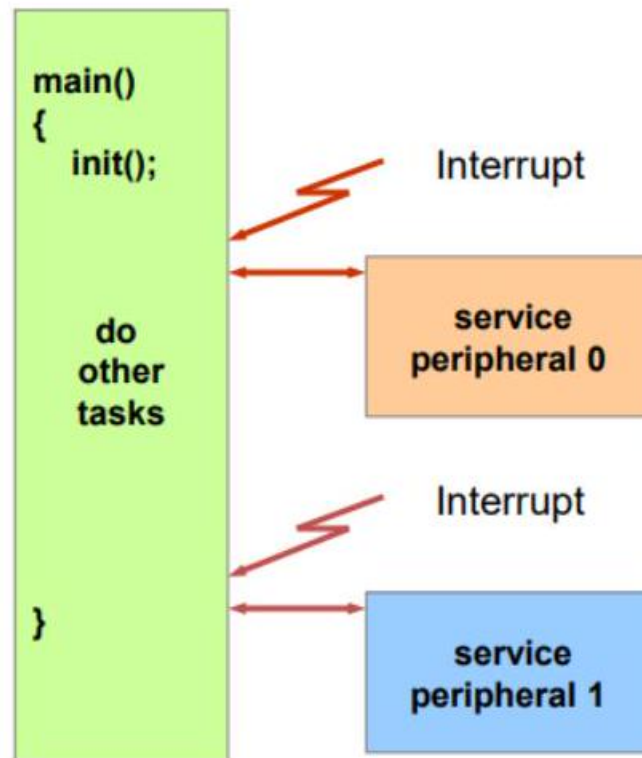 main()
{
init();
Interrupt
service
peripheral 0
do
other
tasks
Interrupt
}
service
peripheral 1